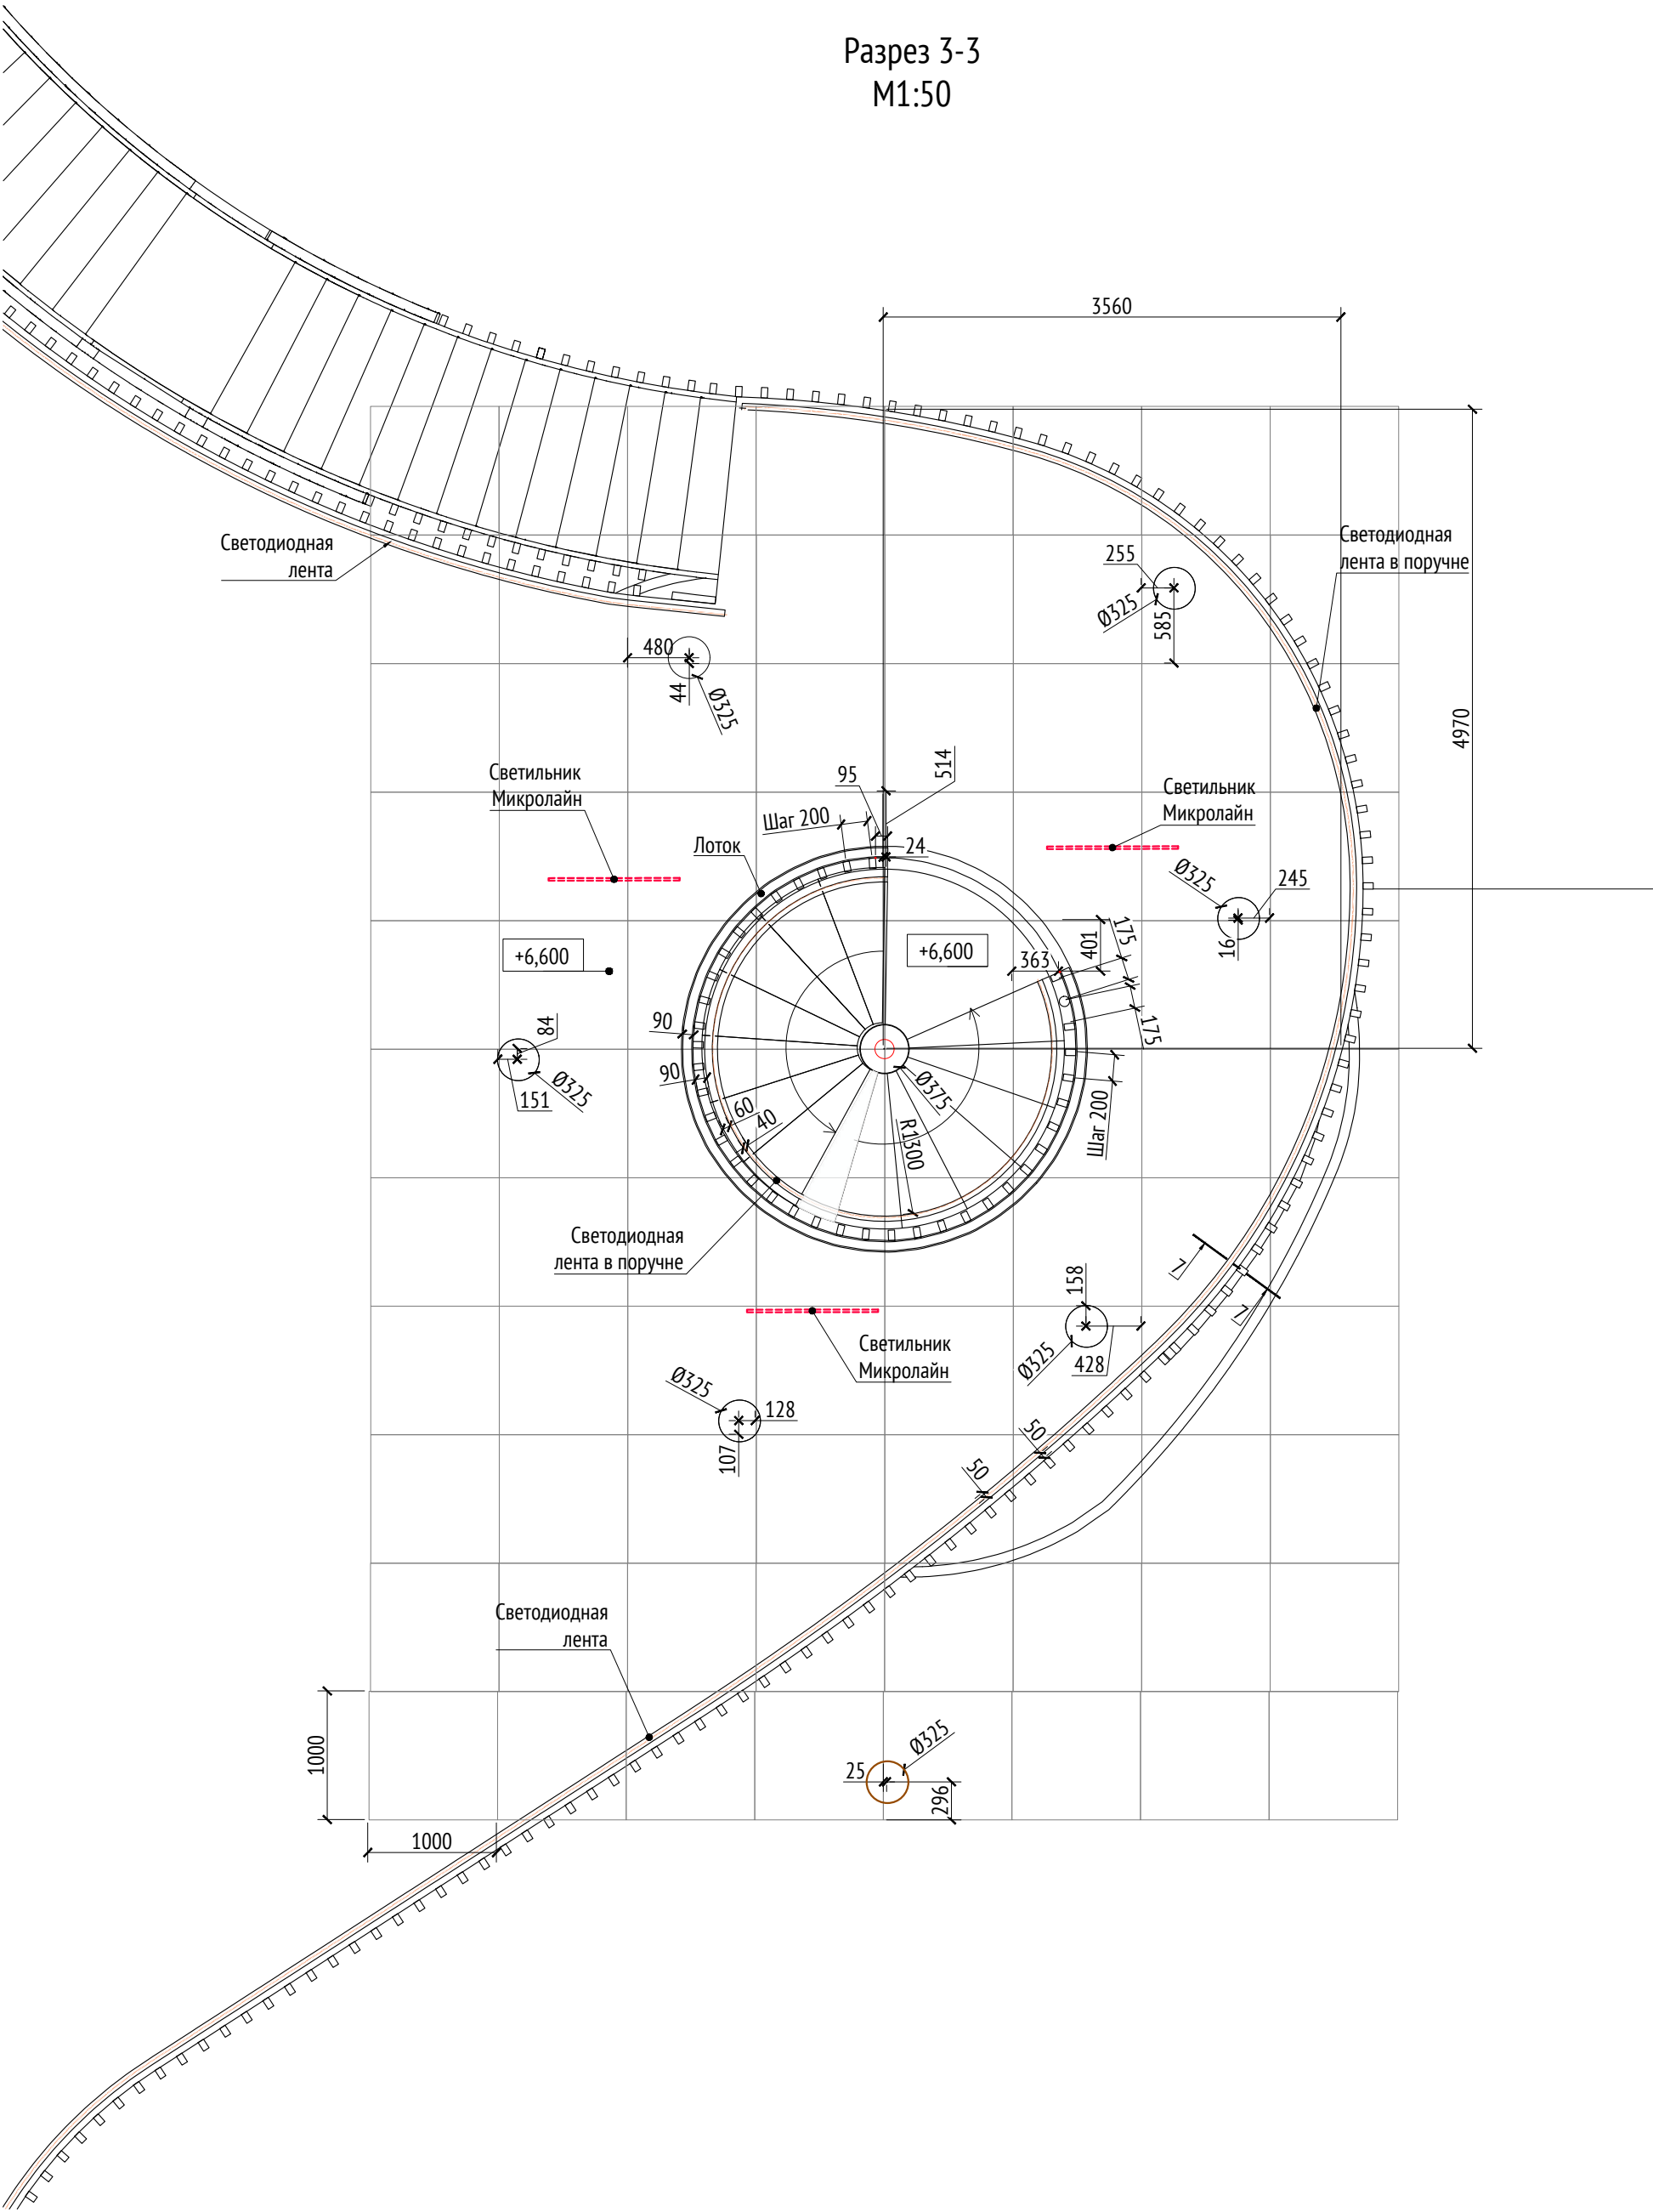 Разрез 3-3
М1:50
3560
Светодиодная
лента
Светодиодная
лента в поручне
255
Ø325
585
480
44
Ø325
4970
514
95
Светильник
Микролайн
Светильник
Микролайн
Шаг 200
Лоток
24
Ø325
245
16
+6,600
+6,600
401
175
363
175
90
84
90
151
Ø325
60
40
Ø375
R1300
Шаг 200
Светодиодная
лента в поручне
7
7
158
Светильник
Микролайн
Ø325
428
Ø325
128
107
50
50
Светодиодная
лента
1000
Ø325
25
296
1000